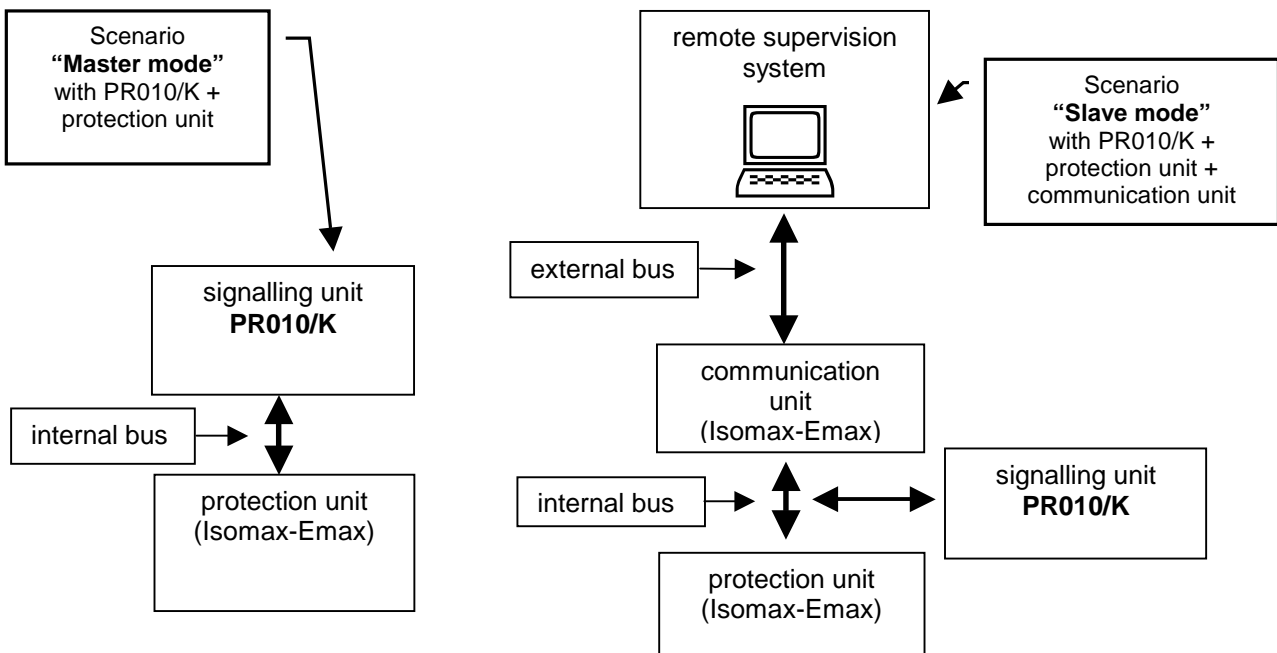 Scenario
“Master mode”
with PR010/K +
protection unit
signalling unit
PR010/K
internal bus
protection unit
(Isomax-Emax)
remote supervision
system
Scenario
“Slave mode”
with PR010/K +
protection unit +
communication unit
external bus
communication
unit
(Isomax-Emax)
internal bus
signalling unit
PR010/K
protection unit
(Isomax-Emax)